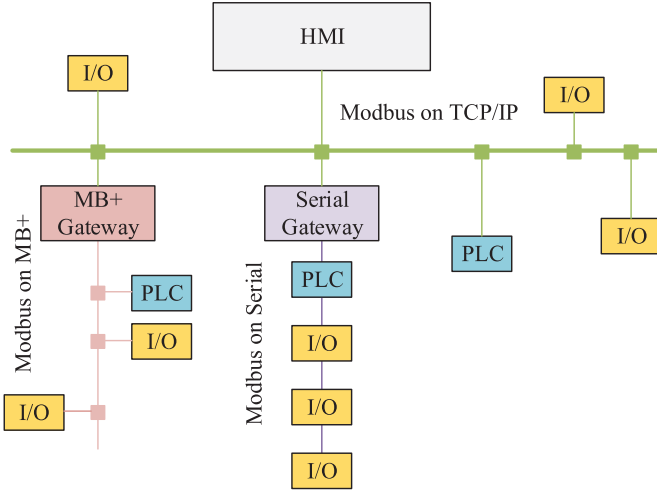 HMI
I/O
Modbus on TCP/IP
I/O
MB+
Gateway
Serial
Gateway
PLC
I/O
Modbus on MB+
PLC
I/O
I/O
Modbus on Serial
PLC
I/O
I/O
I/O